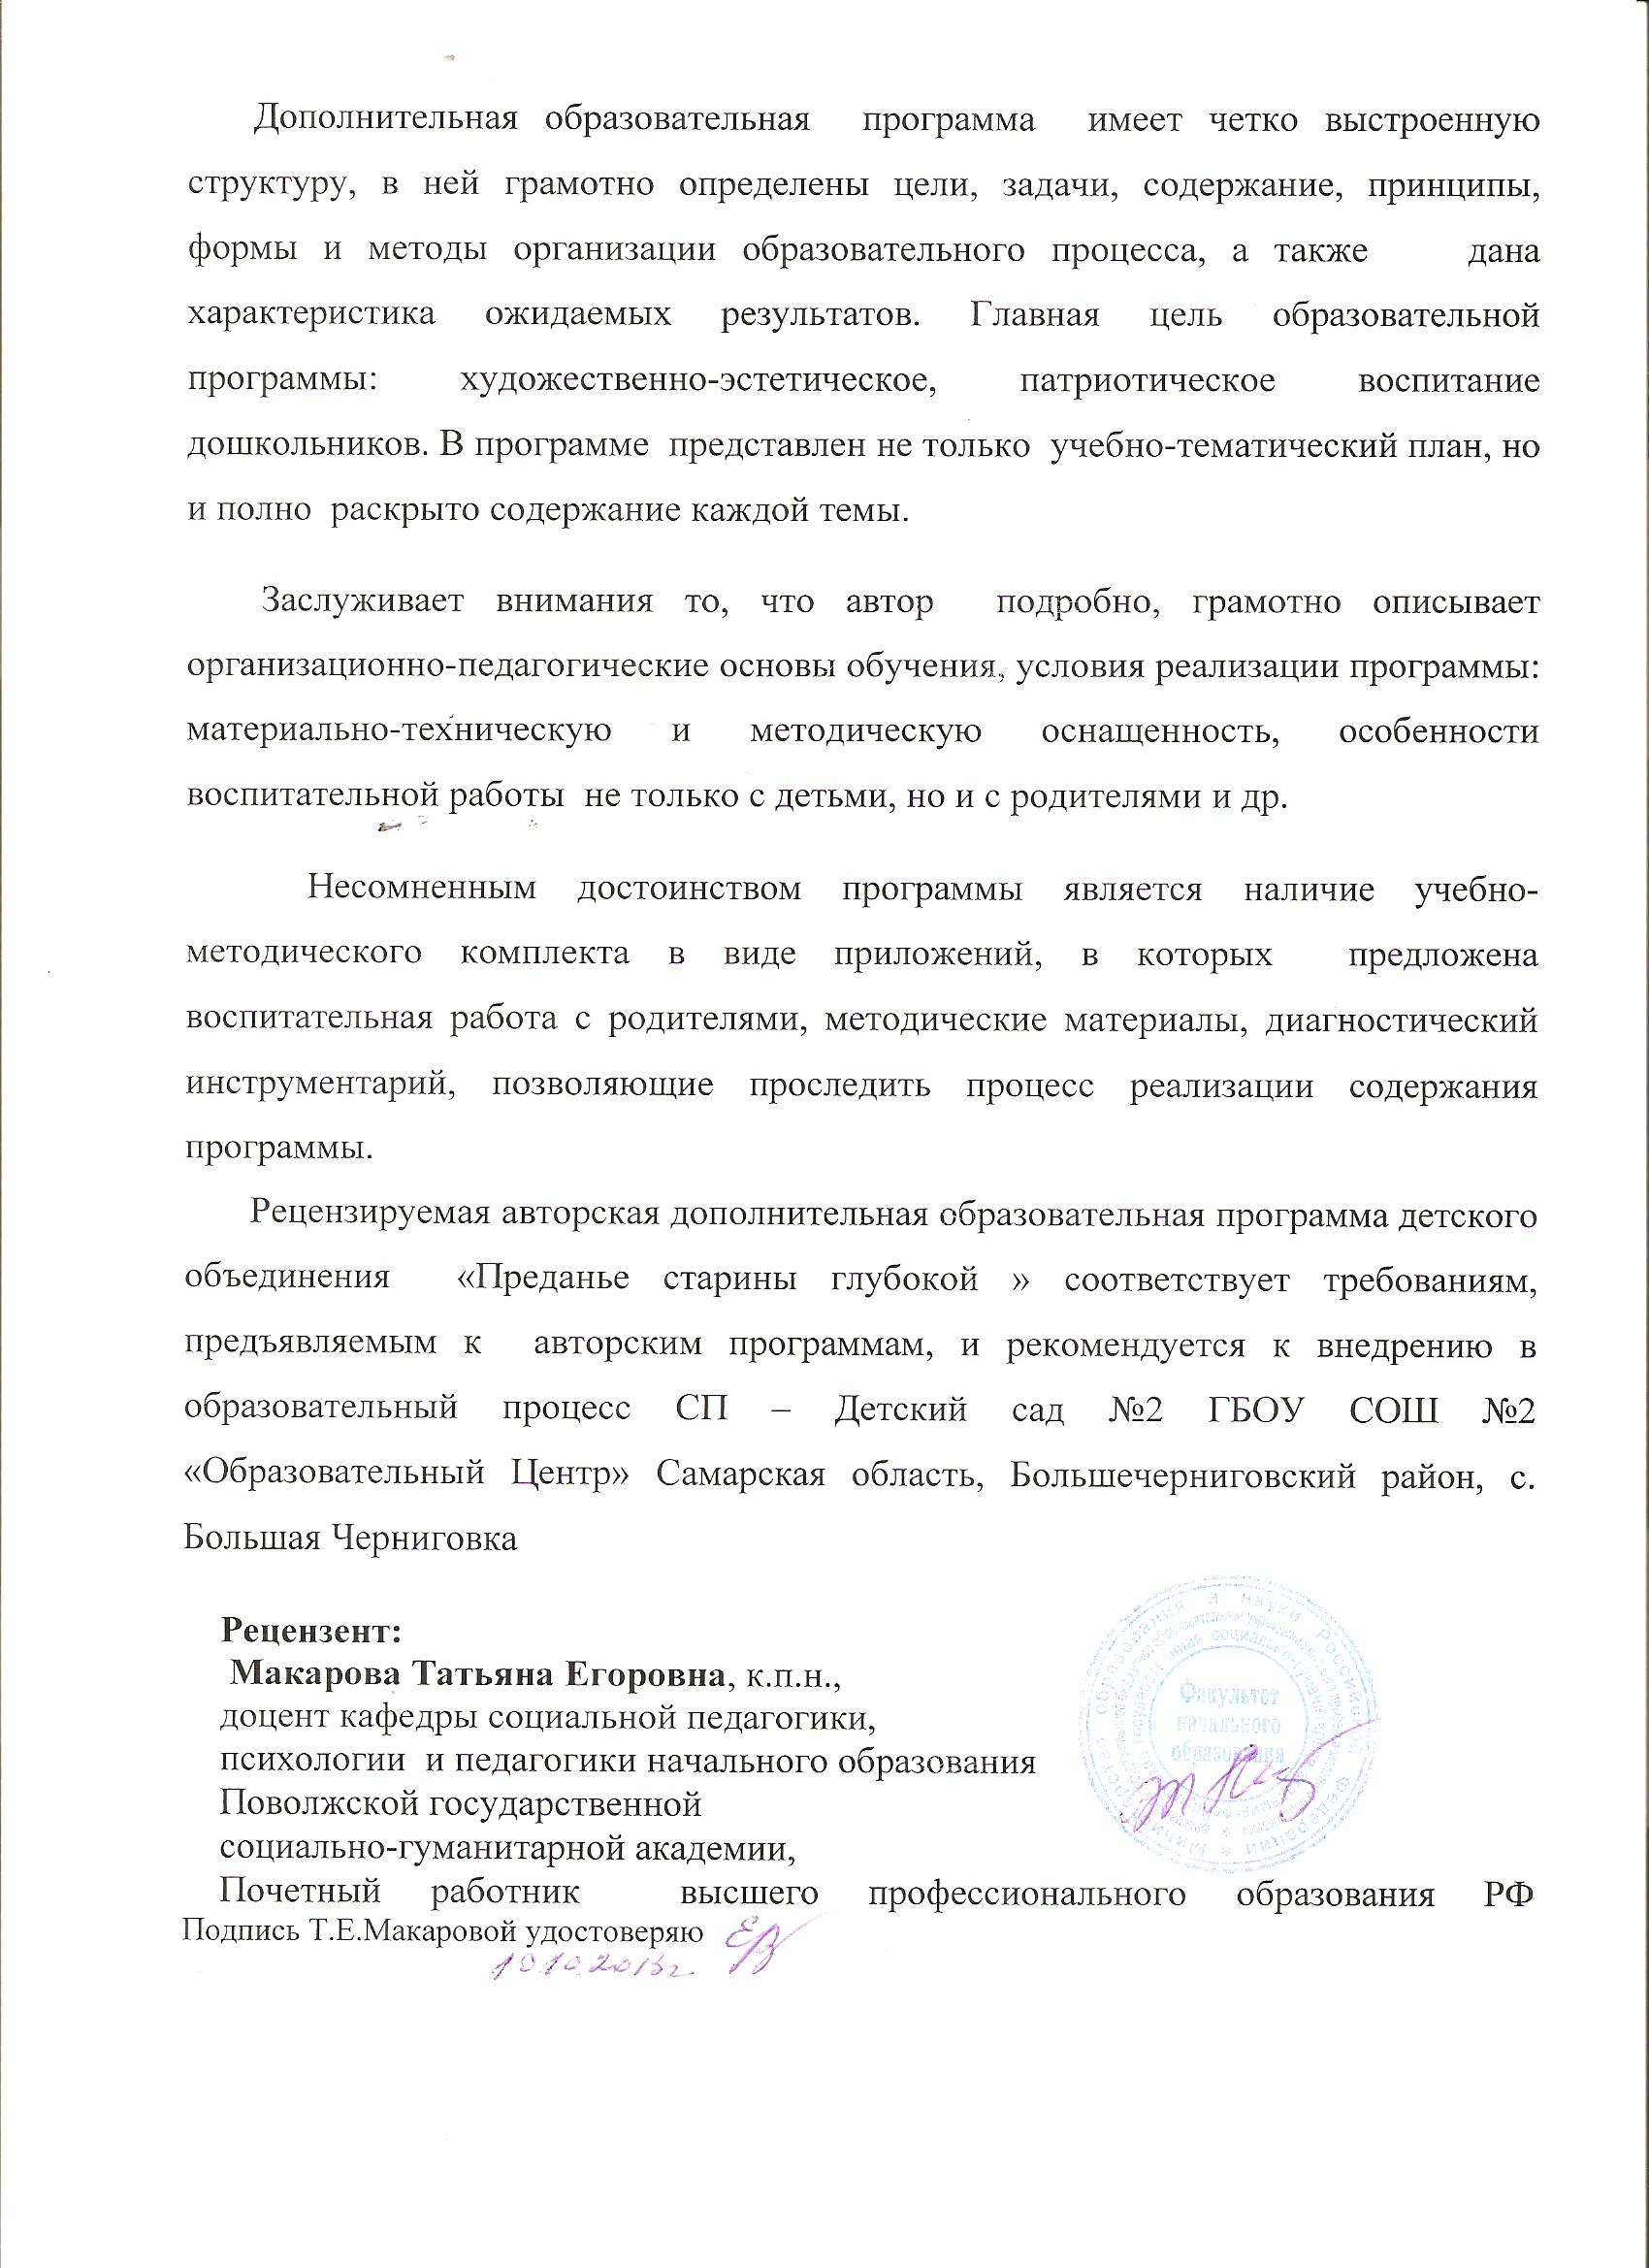 Дополнительная образовательная программа имеет четко выстроенную
структуру, в ней грамотно определены цели, задачи, содержание, принципы,
формы и методы организации образовательного процесса, а также дана
характеристика ожидаемых результатов. Главная цель образовательной
программы: художественно-эстетическое, патриотическое воспитание
дошкольников. В программе представлен не только учебно-тематический план, но
и полно раскрыто содержание каждой темы.
Заслуживает внимания то, что автор подробно, грамотно описывает
организационно-педагогические основы обучения, условия реализации программы:
материально-техническую и методическую оснащенность, особенности
воспитательной работы не только с детьми, но и с родителями и др.
Несомненным достоинством программы является наличие учебно-
методического комплекта в виде приложений, в которых предложена
воспитательная работа с родителями, методические материалы, диагностический
инструментарий, позволяющие проследить процесс реализации содержания
программы.
Рецензируемая авторская дополнительная образовательная программа детского
объединения «Преданье старины глубокой » соответствует требованиям,
предъявляемым к авторским программам, и рекомендуется к внедрению в
образовательный процесс СП – Детский сад №2 ГБОУ СОШ №2
«Образовательный Центр» Самарская область, Большечерниговский район, с.
Большая Черниговка
Рецензент:
Макарова Татьяна Егоровна, к.п.н.,
доцент кафедры социальной педагогики,
психологии и педагогики начального образования
Поволжской государственной
социально-гуманитарной академии,
Почетный работник высшего профессионального образования РФ
Подпись Т.Е.Макаровой удостоверяю
10.10.2013г
Факультет
начального
образования